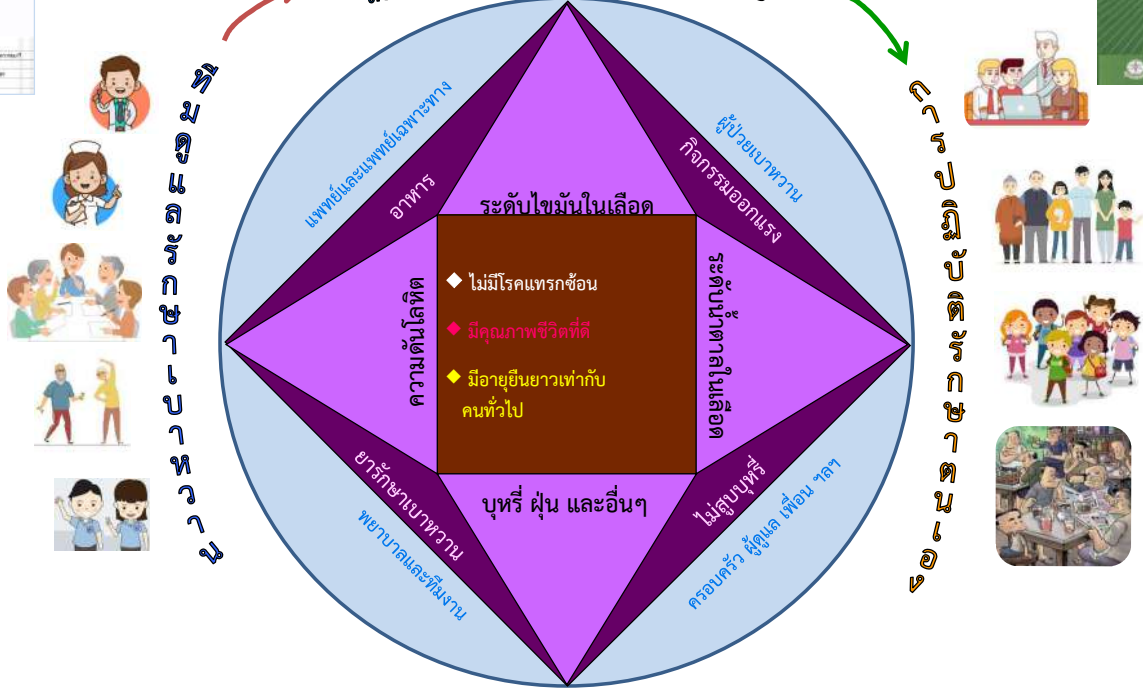 ทีมดูแลรักษาเบาหวาน
การปฏิบัติรักษาตนเอง
แพทย์และแพทย์เฉพาะทาง
ผู้ป่วยเบาหวาน
อาหาร
กิจกรรมออกแรง
ระดับไขมันในเลือด
ความดันโลหิต
ไม่มีโรคแทรกซ้อน
มีคุณภาพชีวิตที่ดี
มีอายุยืนยาวเท่ากับ
คนทั่วไป
ระดับน้ำตาลในเลือด
บุหรี่ ฝุ่น และอื่นๆ
ยารักษาเบาหวาน
ไม่สูบบุหรี่
พยาบาลและทีมงาน
ครอบครัว ผู้ดูแล เพื่อน ฯลฯ